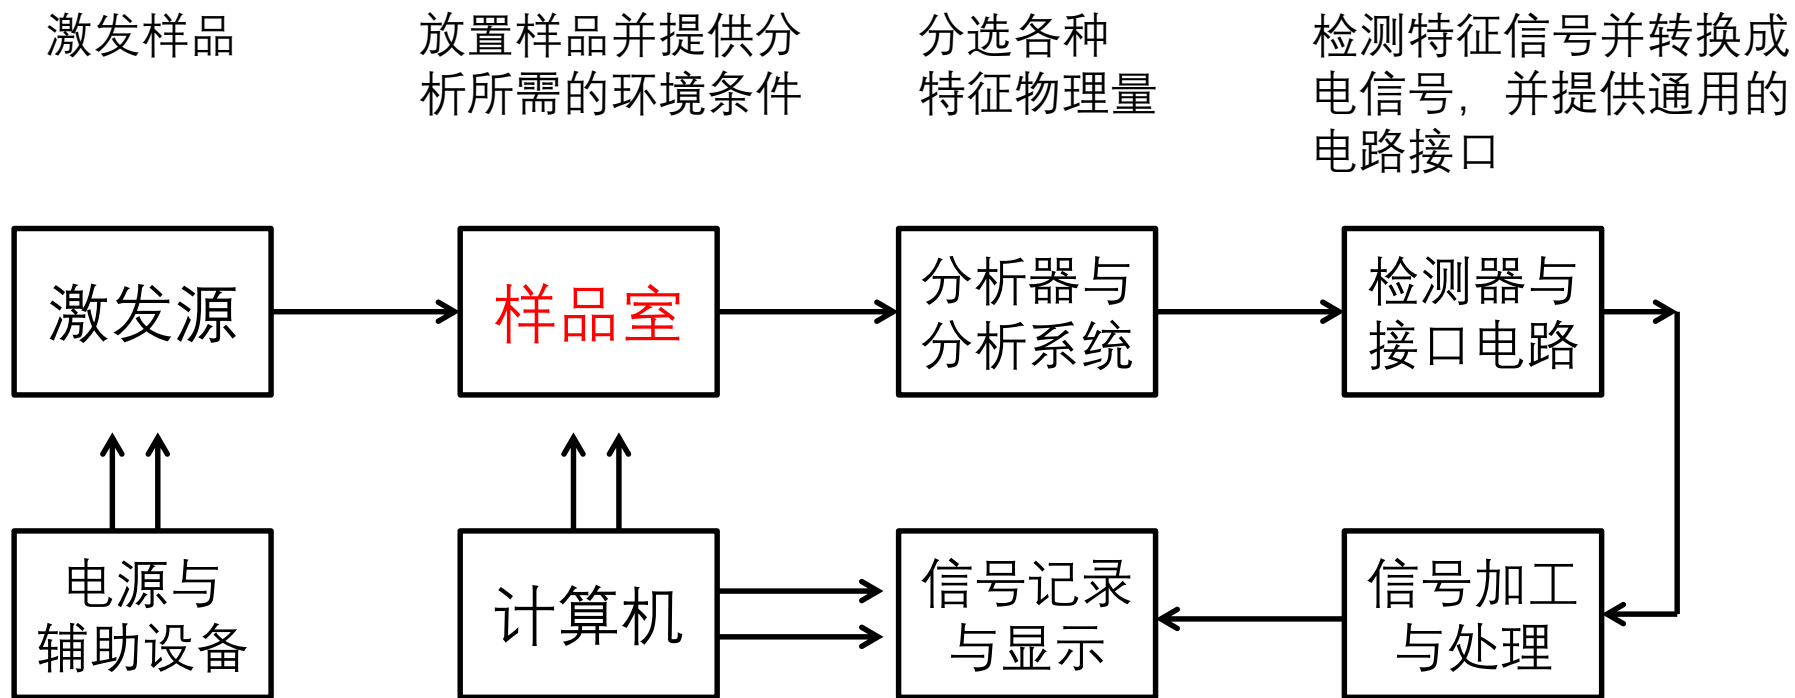 激发样品
放置样品并提供分
析所需的环境条件
分选各种
特征物理量
检测特征信号并转换成
电信号，并提供通用的
电路接口
激发源
样品室
分析器与
分析系统
检测器与
接口电路
电源与
辅助设备
计算机
信号记录
与显示
信号加工
与处理